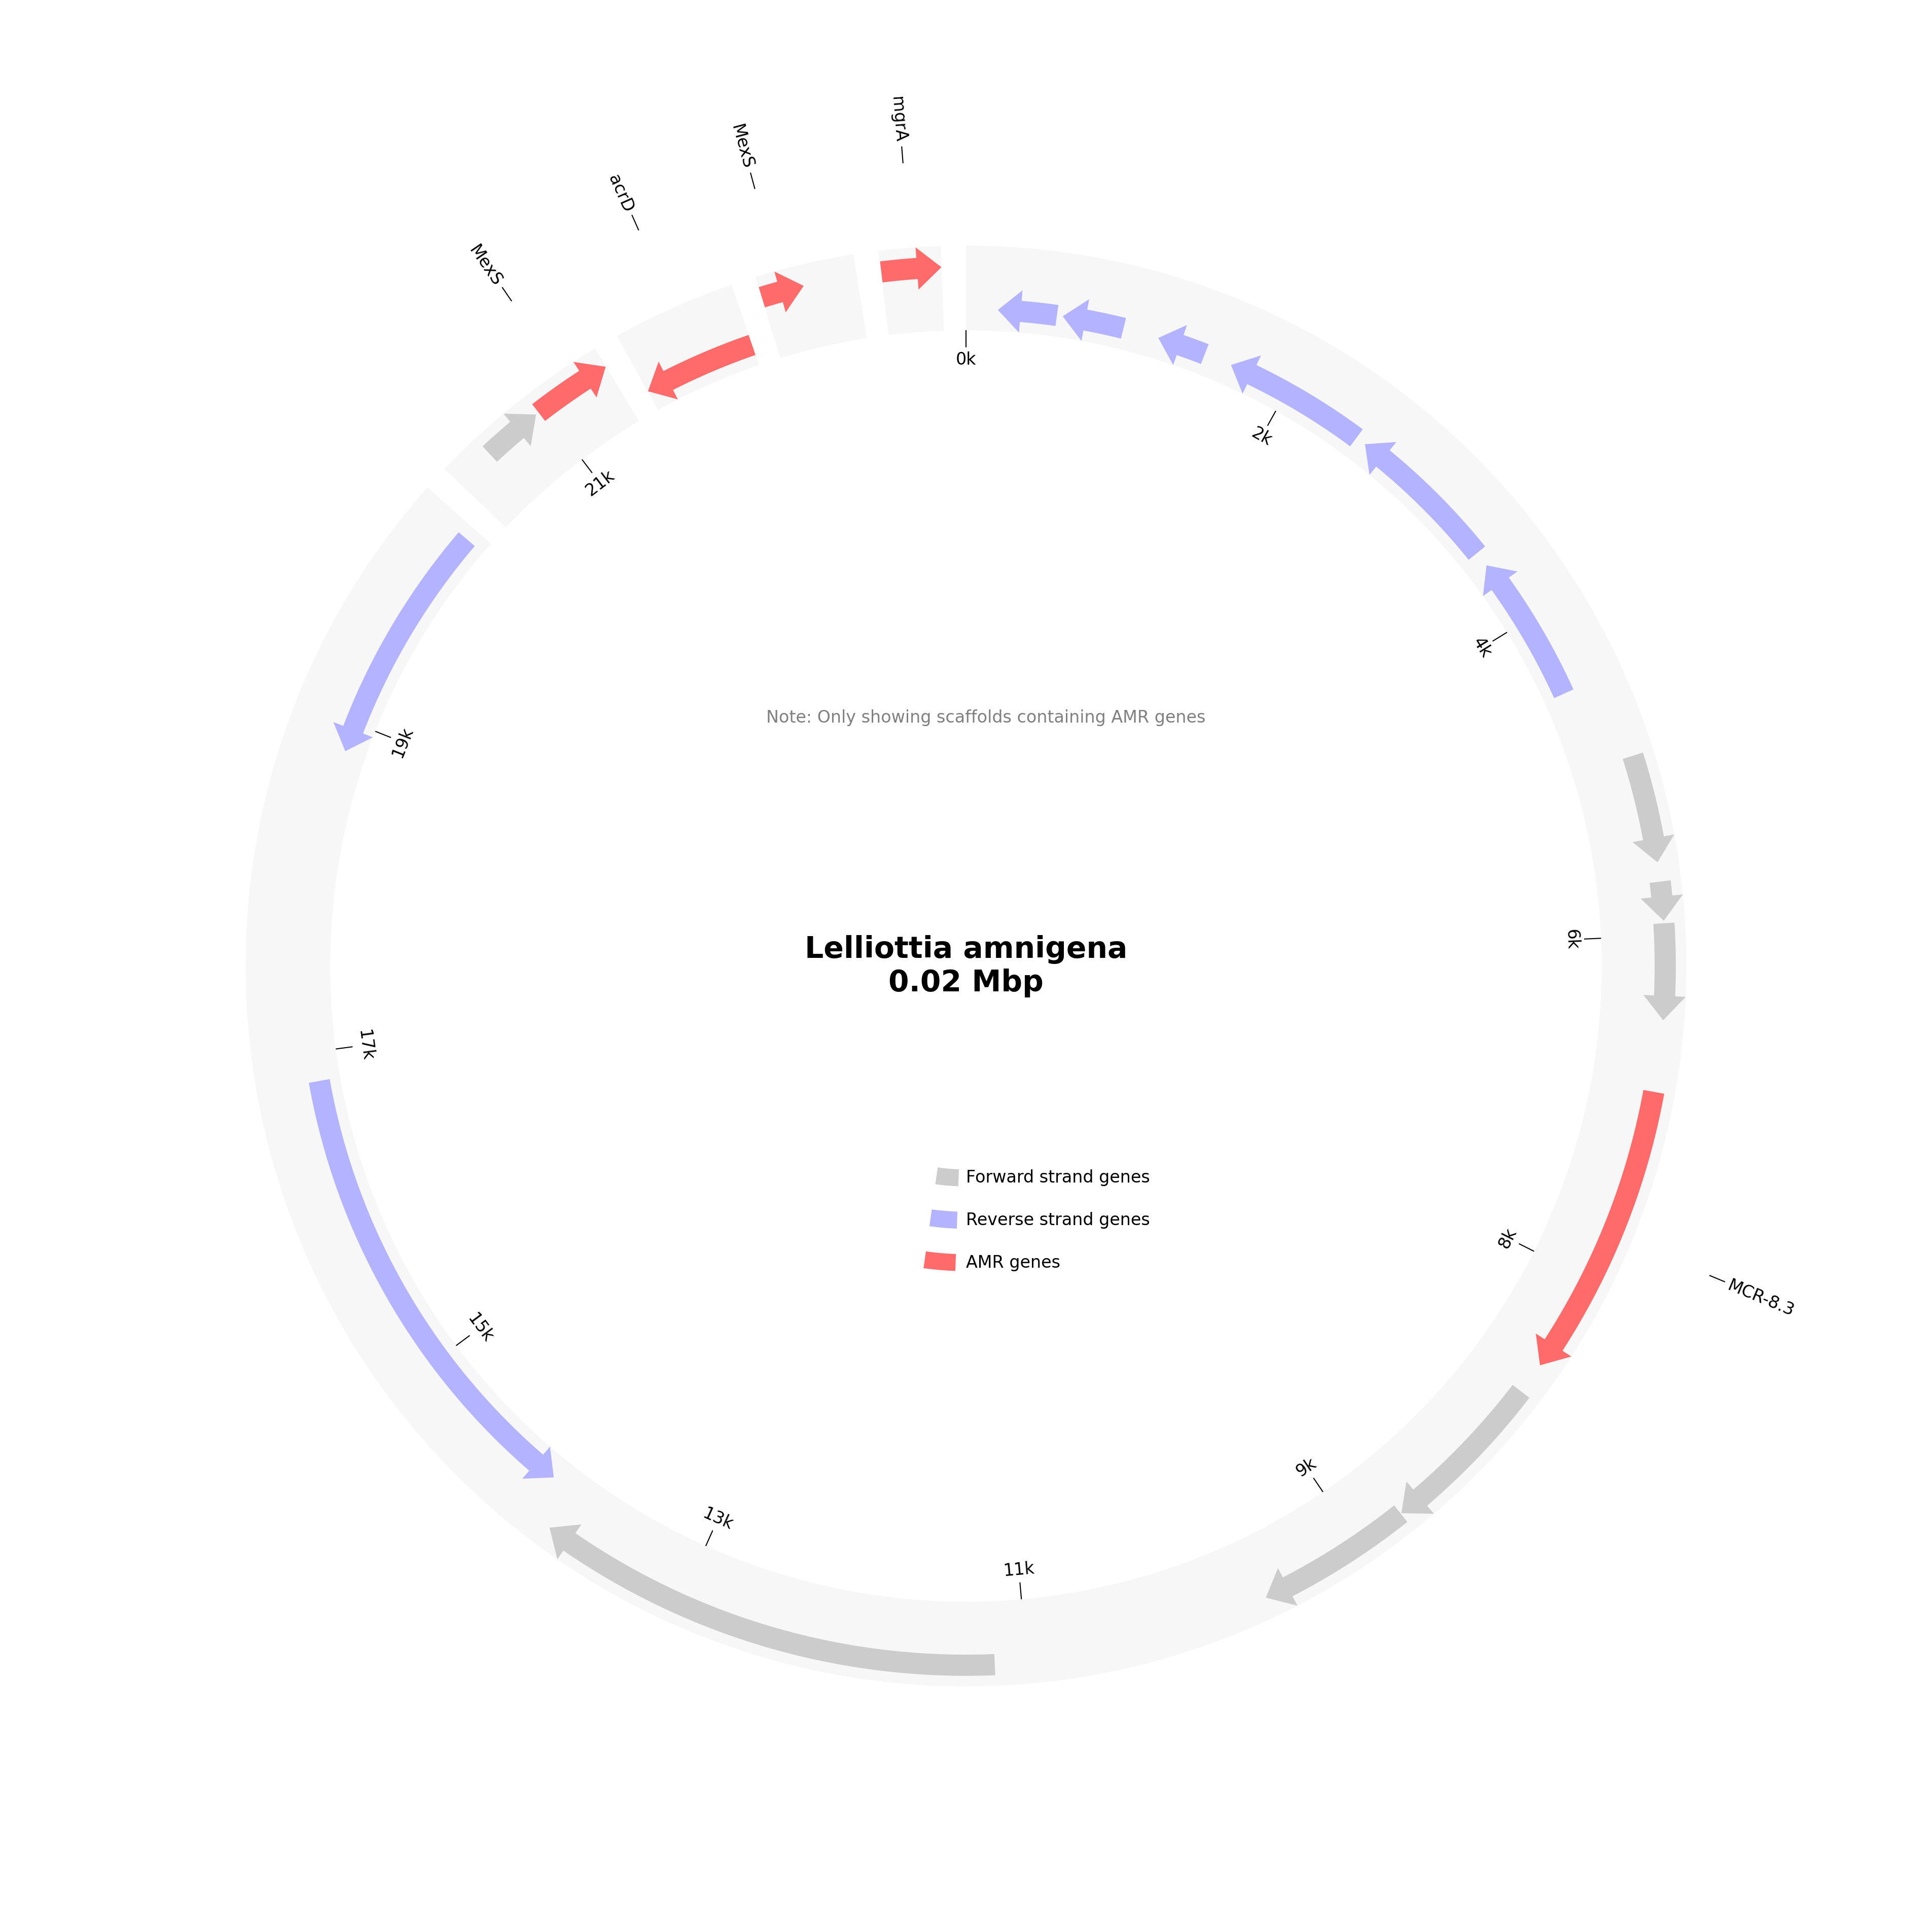 mgrA
MexS
acrD
MexS
0k
2k
21k
4k
Note: Only showing scaffolds containing AMR genes
19k
6k
Lelliottia amnigena
0.02 Mbp
17k
Forward strand genes
Reverse strand genes
AMR genes
8k
MCR-8.3
15k
9k
13k
11k